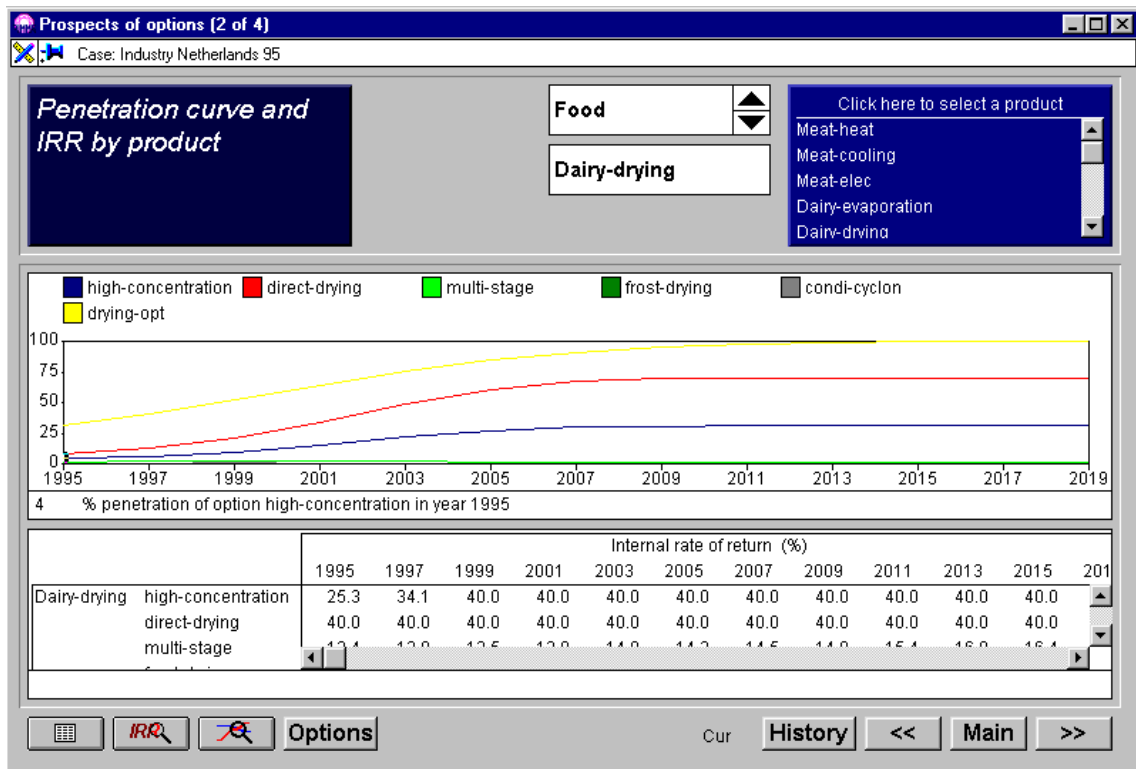 Prospects of options (2 of 4)
Case: Industry Netherlands 95
Penetration curve and
IRR by product
Food
Dairy-drying
Click here to select a product
Meat-heat
Meat-cooling
Meat-elec
Dairy-evaporation
Dairy-drying
high-concentration direct-drying multi-stage frost-drying condi-cyclon
drying-opt
100
75
50
25
0
1995 1997 1999 2001 2003 2005 2007 2009 2011 2013 2015 2017 2019
4 % penetration of option high-concentration in year 1995
Internal rate of return (%)
1995 1997 1999 2001 2003 2005 2007 2009 2011 2013 2015 201
Dairy-drying high-concentration 25.3 34.1 40.0 40.0 40.0 40.0 40.0 40.0 40.0 40.0 40.0
direct-drying 40.0 40.0 40.0 40.0 40.0 40.0 40.0 40.0 40.0 40.0 40.0
multi-stage
IRR Options Cur History << Main >>